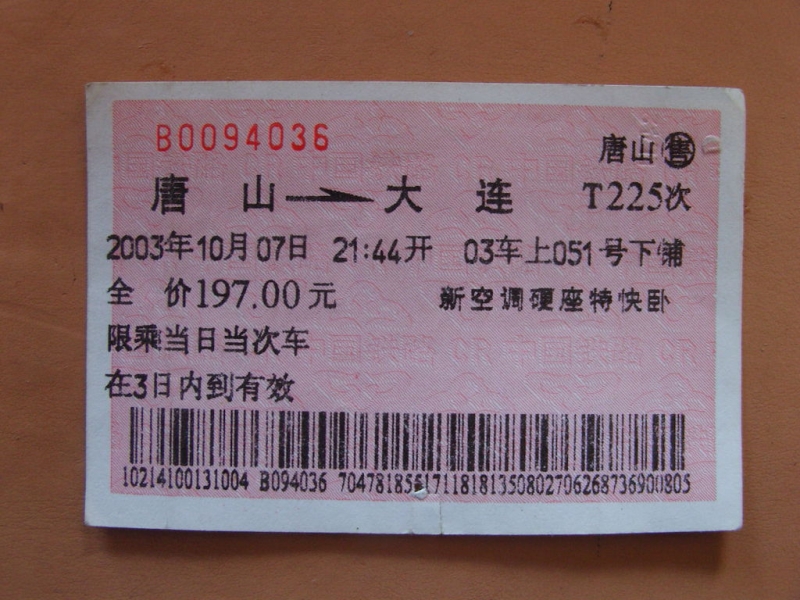 B0094036
唐山售
唐 山 → 大 连 T225次
2003年10月07日 21:44开 03车上051号下铺
全 价197.00元 新空调硬座特快卧
限乘当日当次车
在3日内到有效
10214100131004 B094036